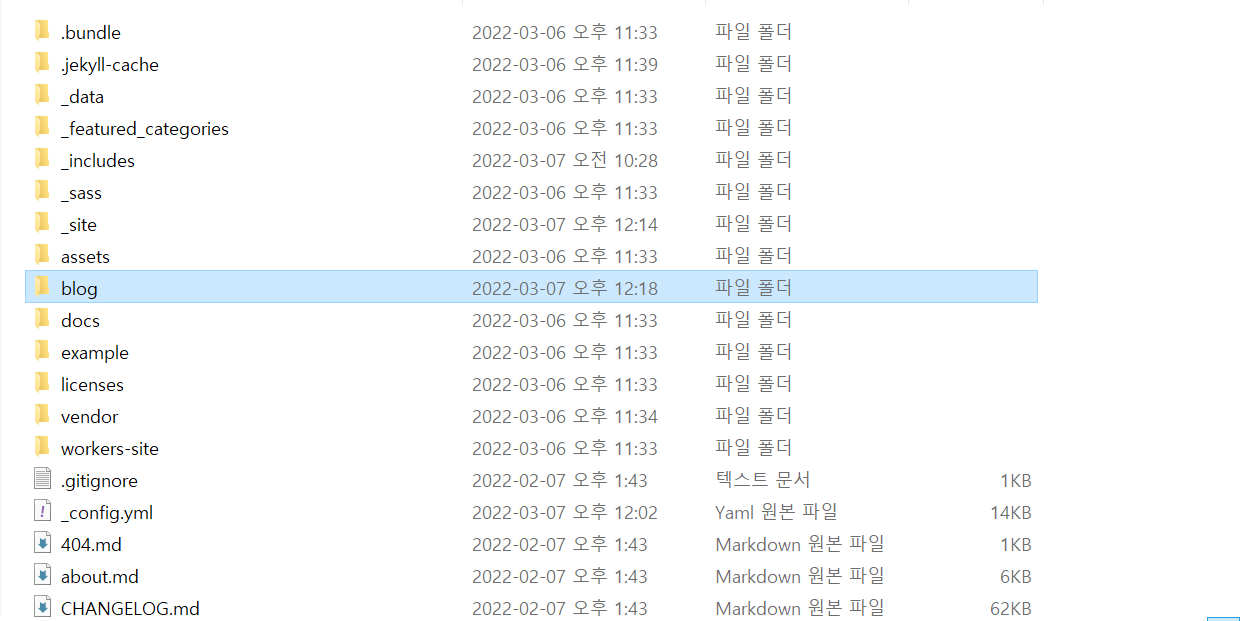 .bundle 2022-03-06 오후 11:33 파일 폴더
.jekyll-cache 2022-03-06 오후 11:39 파일 폴더
_data 2022-03-06 오후 11:33 파일 폴더
_featured_categories 2022-03-06 오후 11:33 파일 폴더
_includes 2022-03-07 오전 10:28 파일 폴더
_sass 2022-03-06 오후 11:33 파일 폴더
_site 2022-03-07 오후 12:14 파일 폴더
assets 2022-03-06 오후 11:33 파일 폴더
blog 2022-03-07 오후 12:18 파일 폴더
docs 2022-03-06 오후 11:33 파일 폴더
example 2022-03-06 오후 11:33 파일 폴더
licenses 2022-03-06 오후 11:33 파일 폴더
vendor 2022-03-06 오후 11:34 파일 폴더
workers-site 2022-03-06 오후 11:33 파일 폴더
.gitignore 2022-02-07 오후 1:43 텍스트 문서 1KB
_config.yml 2022-03-07 오후 12:02 Yaml 원본 파일 14KB
404.md 2022-02-07 오후 1:43 Markdown 원본 파일 1KB
about.md 2022-02-07 오후 1:43 Markdown 원본 파일 6KB
CHANGELOG.md 2022-02-07 오후 1:43 Markdown 원본 파일 62KB